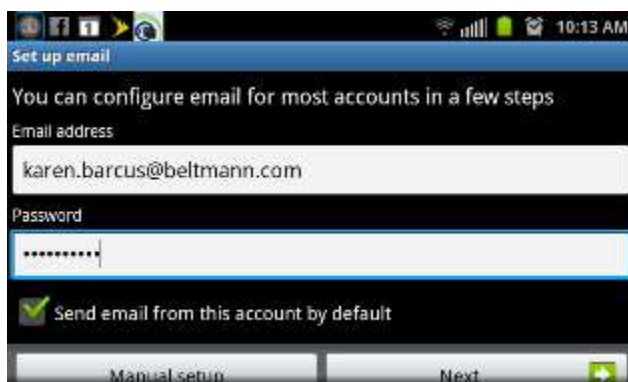 10:13 AM
Set up email
You can configure email for most accounts in a few steps
Email address
karen.barcus@beltmann.com
Password
••••••••••
Send email from this account by default
Manual setup
Next